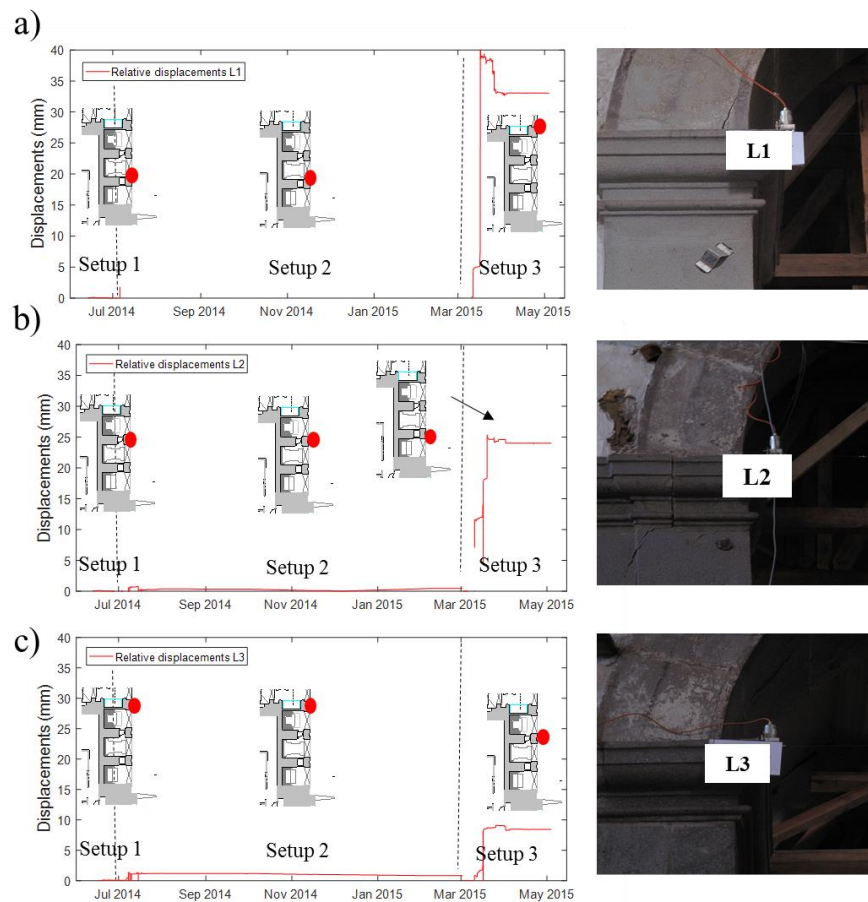 a)
40
Relative displacements L1
35
30
25
20
15
10
5
0
Displacements (mm)
Setup 1
Setup 2
Setup 3
Jul 2014
Sep 2014
Nov 2014
Jan 2015
Mar 2015
May 2015
L1
b)
40
Relative displacements L2
35
30
25
20
15
10
5
0
Displacements (mm)
Setup 1
Setup 2
Setup 3
Jul 2014
Sep 2014
Nov 2014
Jan 2015
Mar 2015
May 2015
L2
c)
40
Relative displacements L3
35
30
25
20
15
10
5
0
Displacements (mm)
Setup 1
Setup 2
Setup 3
Jul 2014
Sep 2014
Nov 2014
Jan 2015
Mar 2015
May 2015
L3